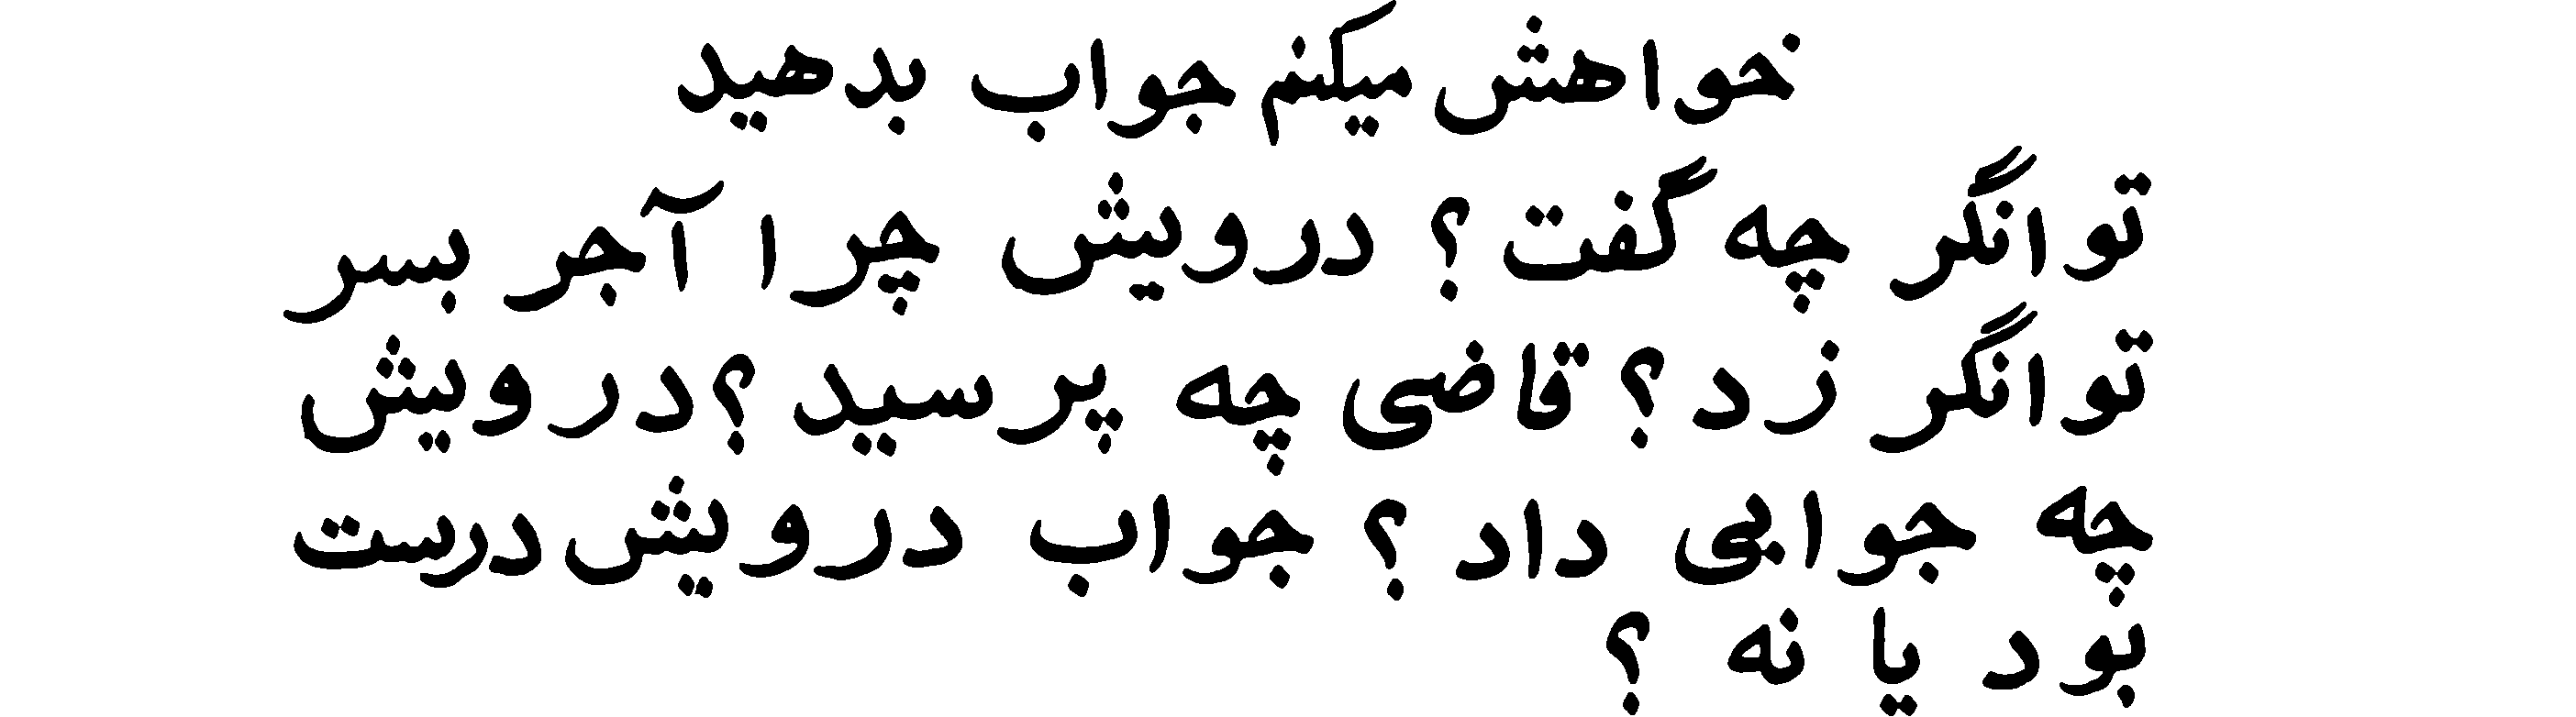 خواهش میکنم جواب بدهید
توانگر چه گفت؟ درویش چرا آجر بسر
توانگر زد؟ قاضی چه پرسید؟ درویش
چه جوابی داد؟ جواب درویش درست
بود یا نه؟